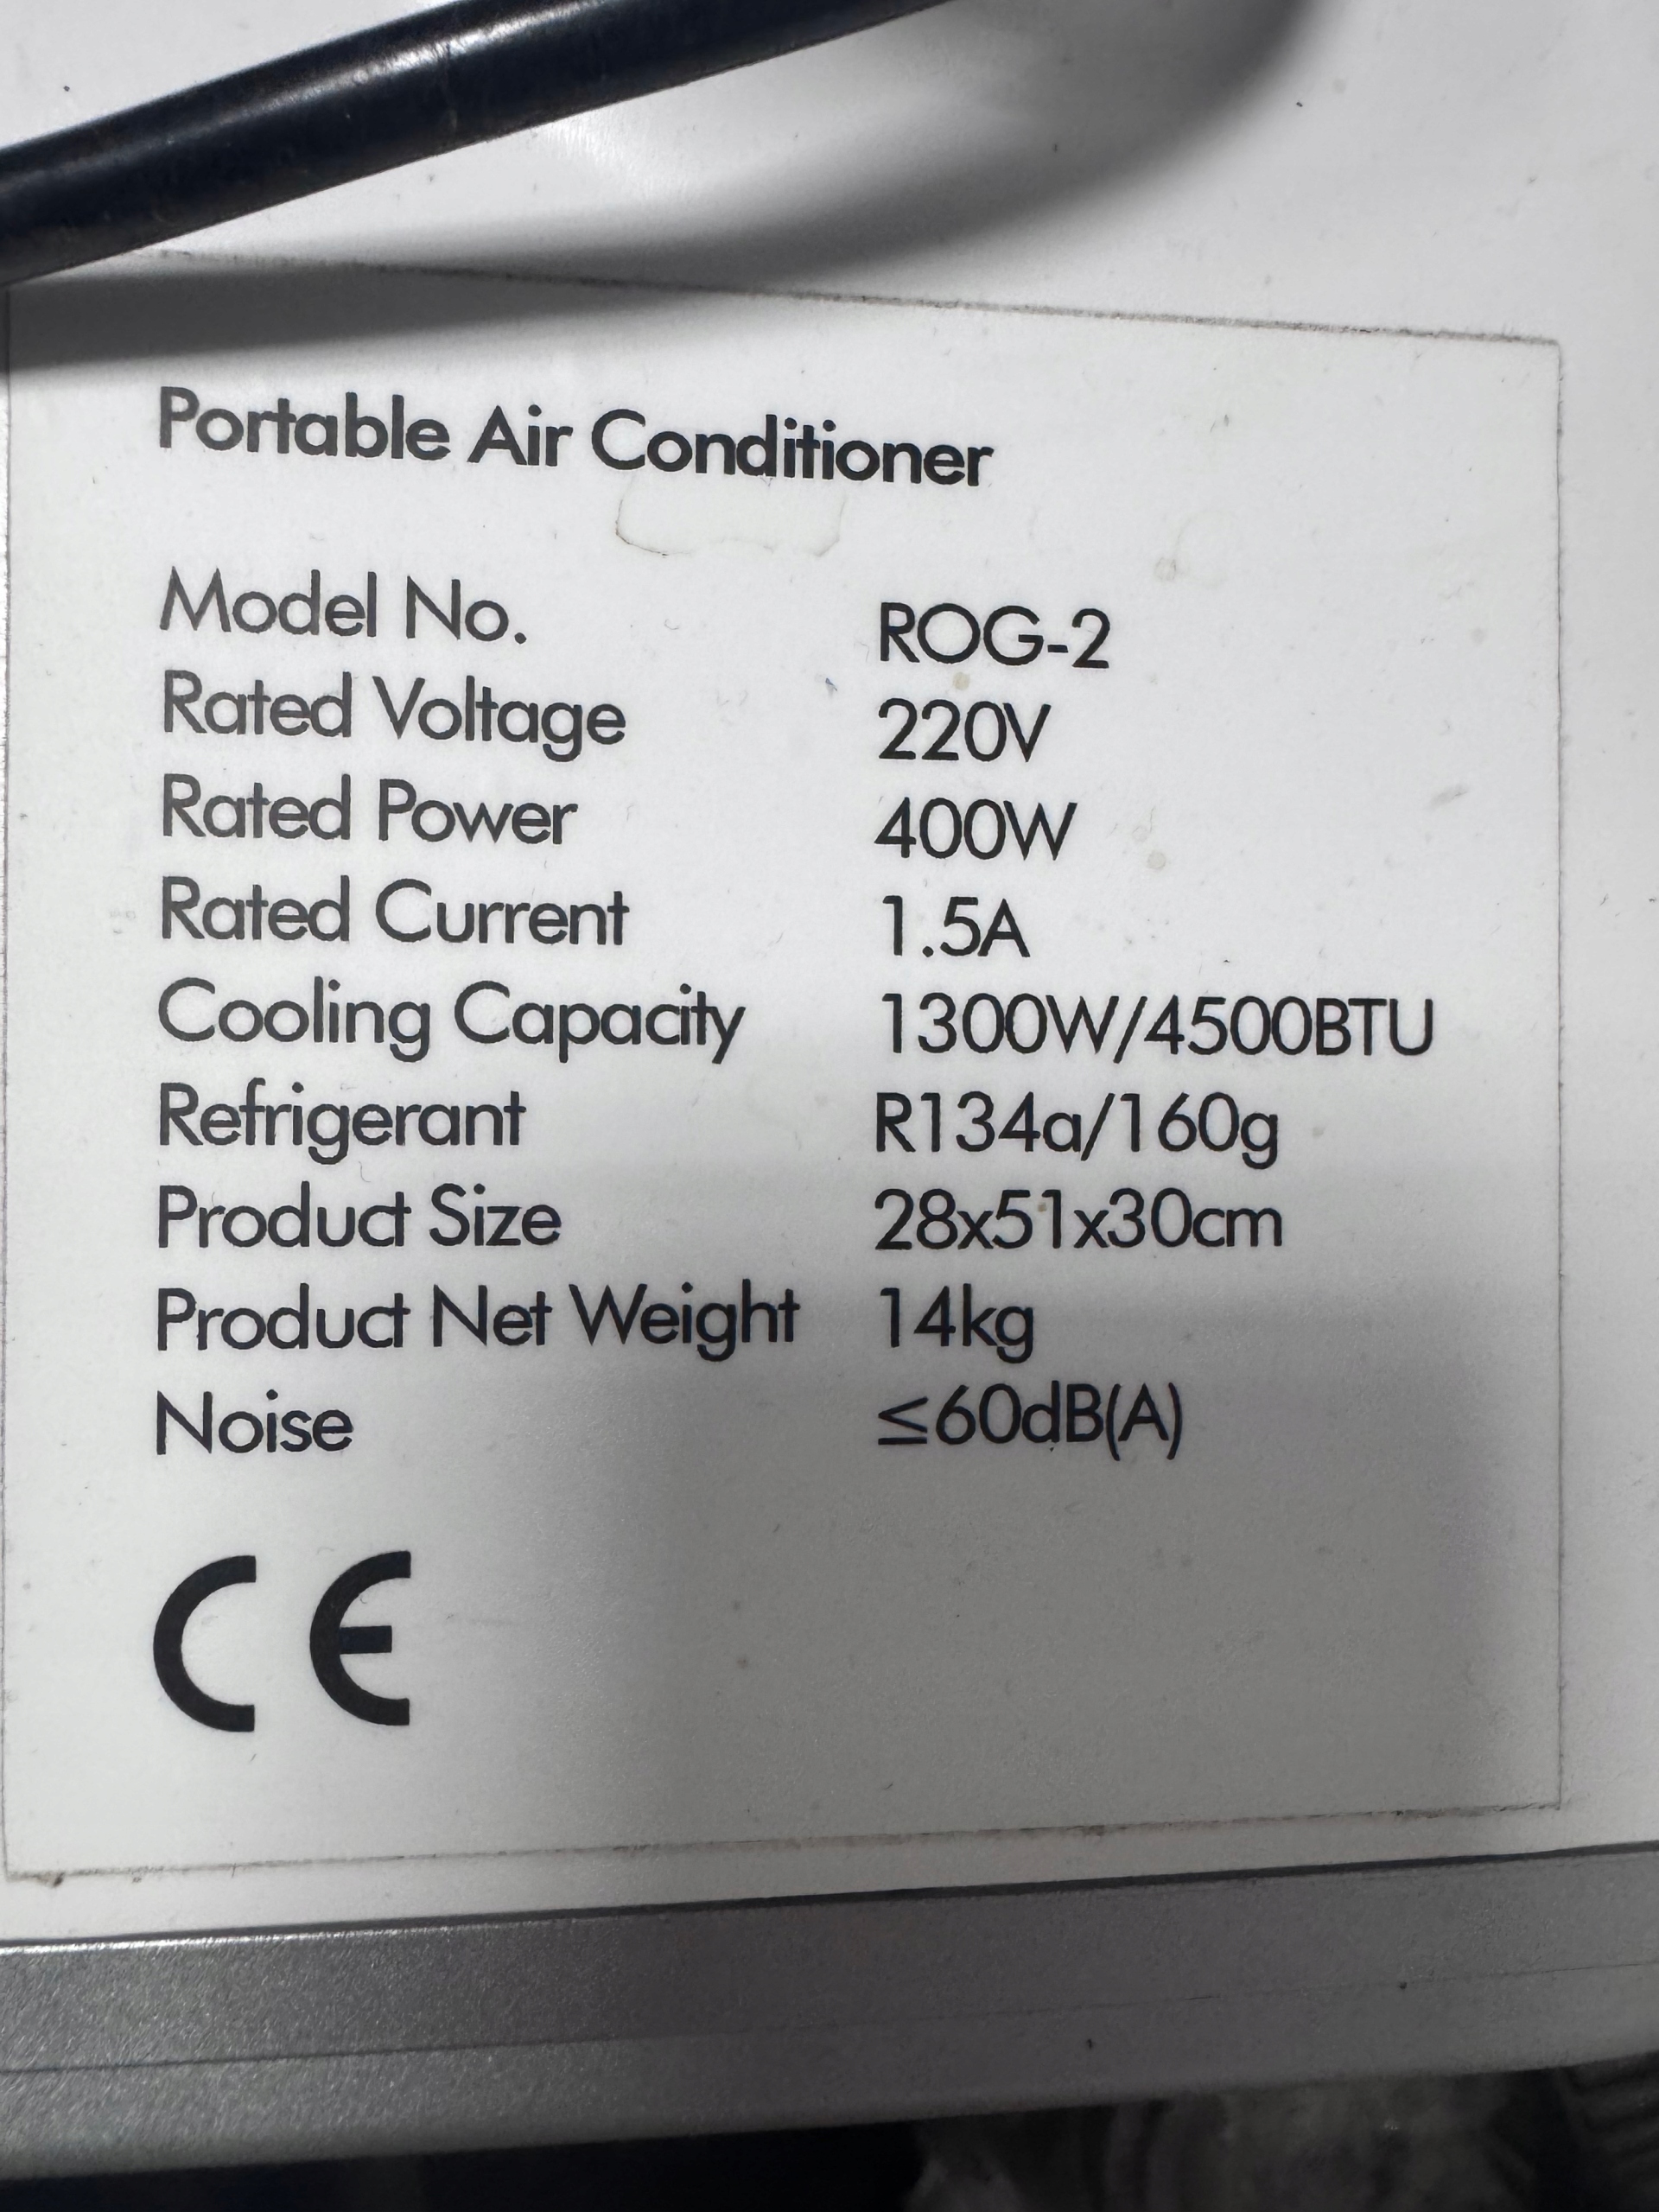 Portable Air Conditioner
Model No. ROG-2
Rated Voltage 220V
Rated Power 400W
Rated Current 1.5A
Cooling Capacity 1300W/4500BTU
Refrigerant R134a/160g
Product Size 28x51x30cm
Product Net Weight 14kg
Noise ≤60dB(A)
CE